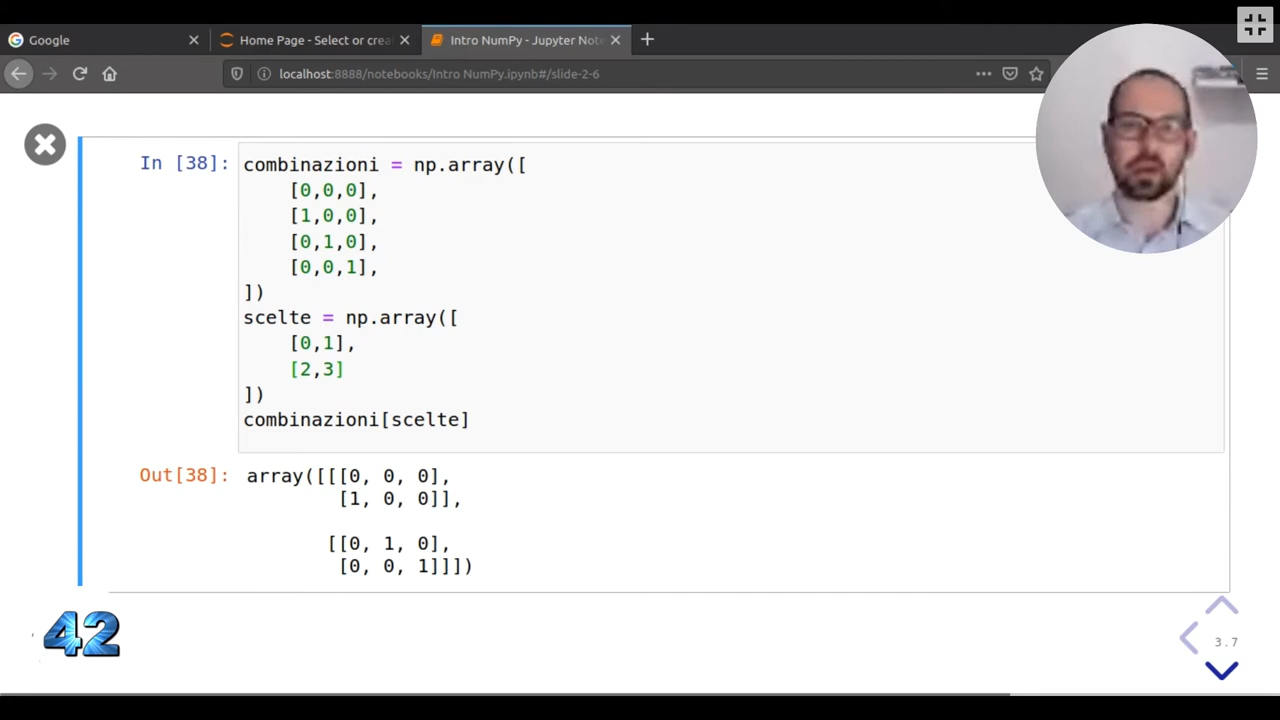 Google
Home Page - Select or crea
Intro NumPy - Jupyter Note
localhost:8888/notebooks/Intro NumPy.ipynb#/slide-2-6
In [38]:
combinazioni = np.array([
    [0,0,0],
    [1,0,0],
    [0,1,0],
    [0,0,1],
])
scelte = np.array([
    [0,1],
    [2,3]
])
combinazioni[scelte]
Out[38]:
array([[[0, 0, 0],
        [1, 0, 0]],

       [[0, 1, 0],
        [0, 0, 1]]])
42
3.7